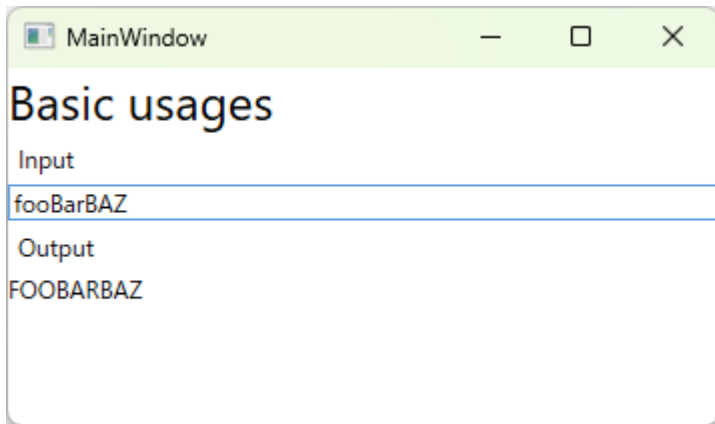 MainWindow
Basic usages
Input
fooBarBAZ
Output
FOOBARBAZ